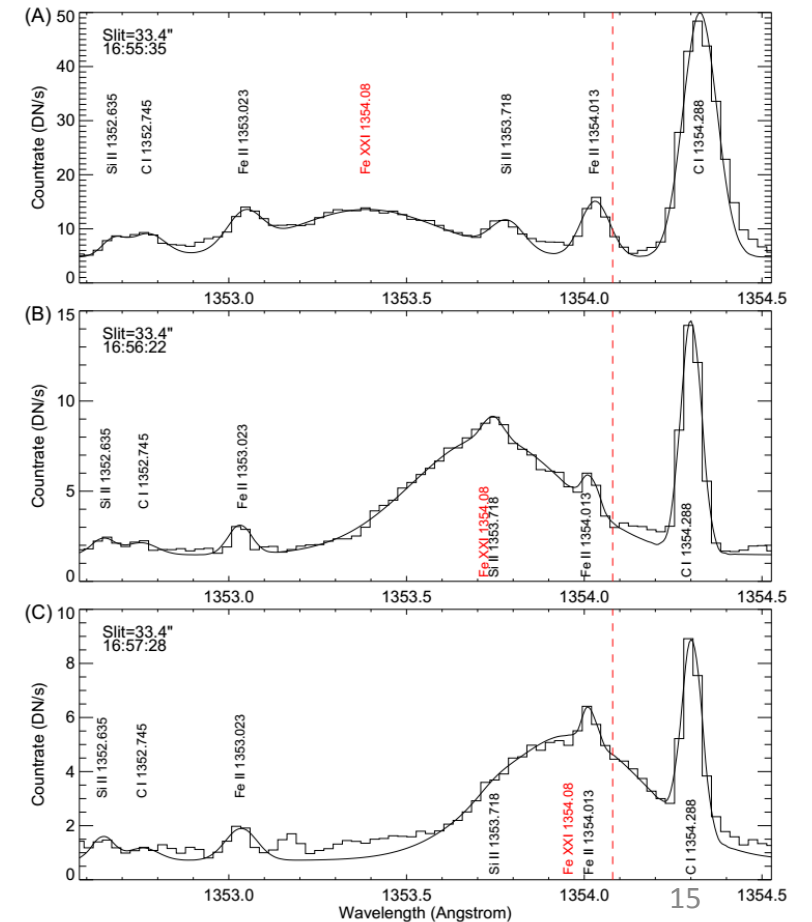 (A)
Slit=33.4"
16:55:35
Countrate (DN/s)
50
40
30
20
10
0
Si II 1352.635
C I 1352.745
Fe II 1353.023
Fe XXI 1354.08
Si II 1353.718
Fe II 1354.013
C I 1354.288
1353.0
1353.5
1354.0
1354.5
(B)
Slit=33.4"
16:56:22
Countrate (DN/s)
15
10
5
0
Si II 1352.635
C I 1352.745
Fe II 1353.023
Fe XXI 1354.08
Si II 1353.718
Fe II 1354.013
C I 1354.288
1353.0
1353.5
1354.0
1354.5
(C)
Slit=33.4"
16:57:28
Countrate (DN/s)
10
8
6
4
2
0
Si II 1352.635
C I 1352.745
Fe II 1353.023
Si II 1353.718
Fe XXI 1354.08
Fe II 1354.013
C I 1354.288
1353.0
1353.5
1354.0
1354.5
Wavelength (Angstrom)
15